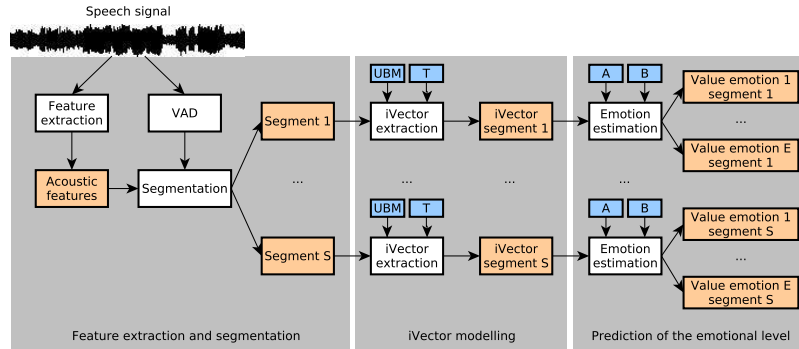 Speech signal
Feature
extraction
VAD
Acoustic
features
Segmentation
Segment 1
...
Segment S
Feature extraction and segmentation
UBM
T
iVector
extraction
iVector
segment 1
...
...
UBM
T
iVector
extraction
iVector
segment S
iVector modelling
A
B
Emotion
estimation
Value emotion 1
segment 1
...
Value emotion E
segment 1
...
A
B
Emotion
estimation
Value emotion 1
segment S
...
Value emotion E
segment S
Prediction of the emotional level